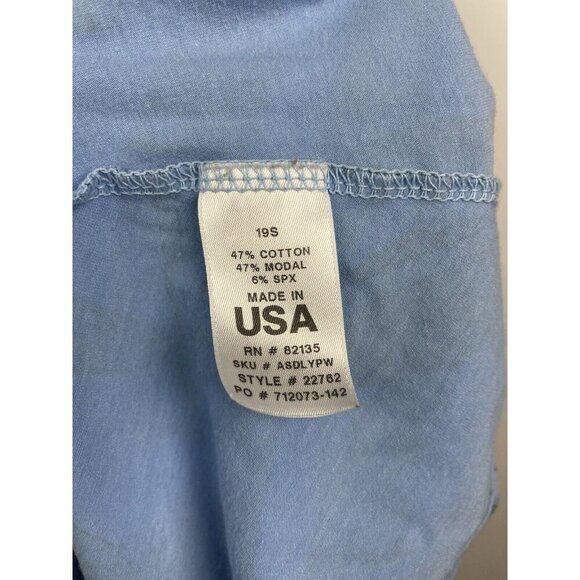 19S
47% COTTON
47% MODAL
6% SPX
MADE IN
USA
RN # 82135
SKU # ASDLYPW
STYLE # 22762
PO # 712073-142